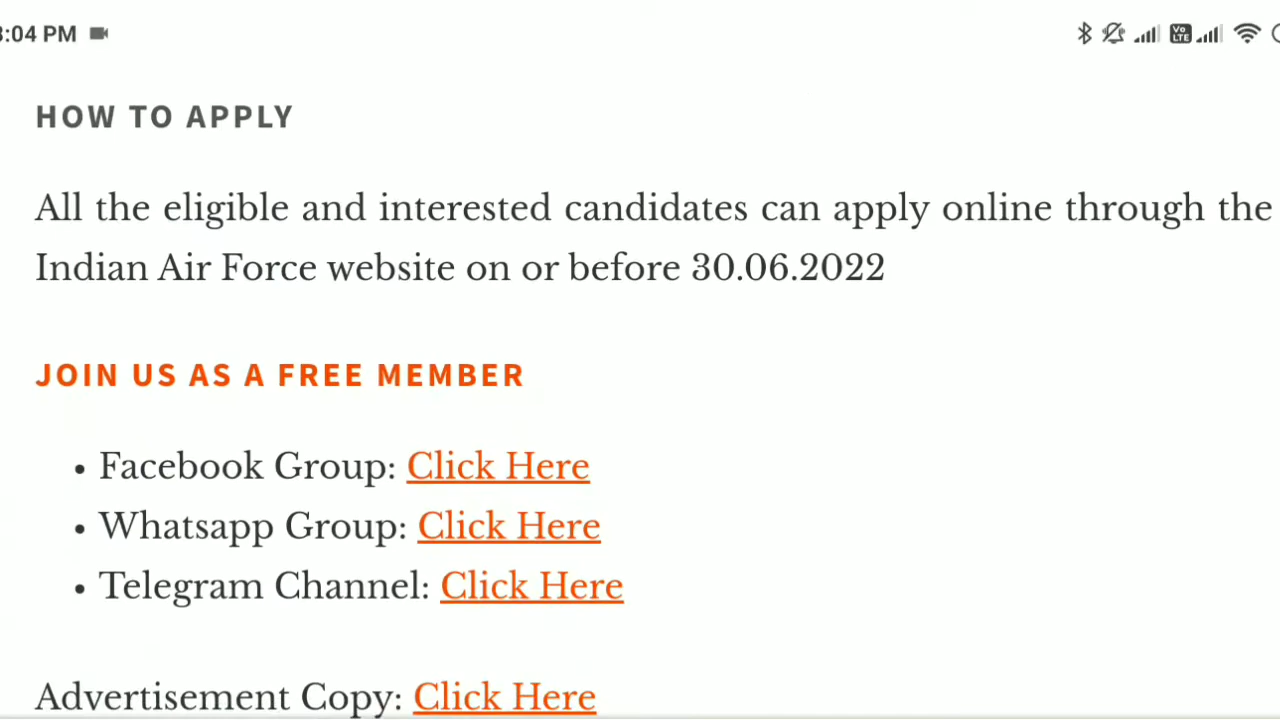 :04 PM
HOW TO APPLY
All the eligible and interested candidates can apply online through the
Indian Air Force website on or before 30.06.2022
JOIN US AS A FREE MEMBER
• Facebook Group: Click Here
• Whatsapp Group: Click Here
• Telegram Channel: Click Here
Advertisement Copy: Click Here